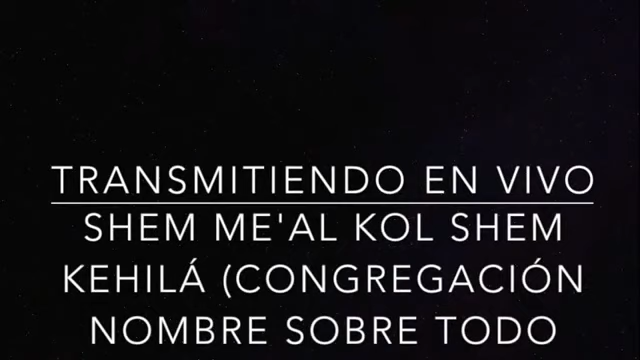 TRANSMITIENDO EN VIVO
SHEM ME'AL KOL SHEM
KEHILÁ (CONGREGACIÓN
NOMBRE SOBRE TODO